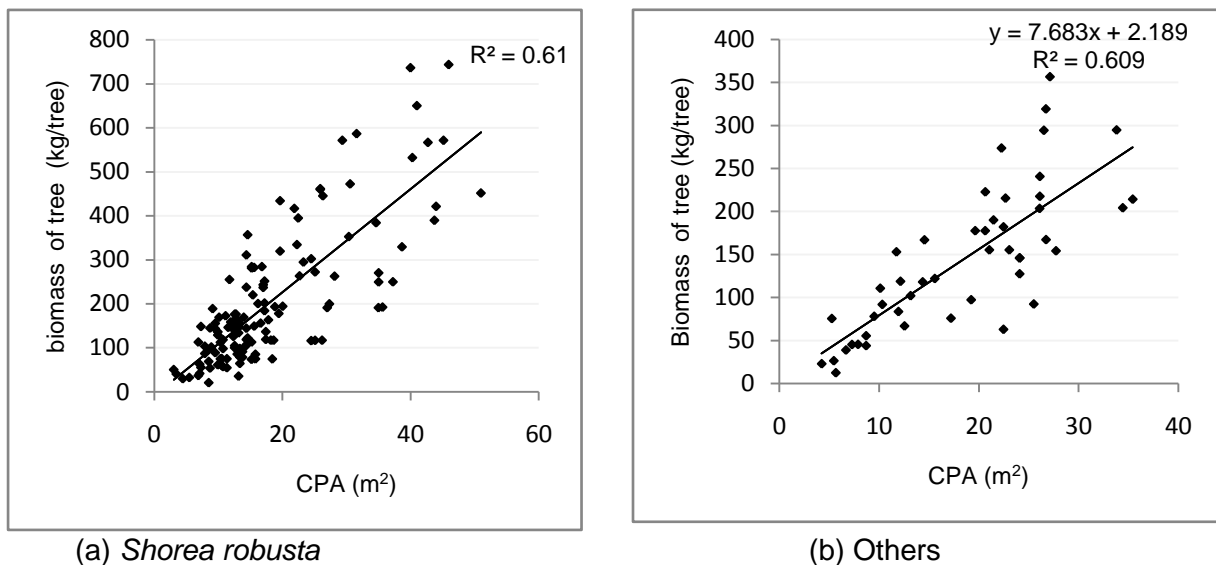 800
700
600
500
400
300
200
100
0
biomass of tree (kg/tree)
R² = 0.61
0 20 40 60
CPA (m²)
(a) Shorea robusta
y = 7.683x + 2.189
R² = 0.609
400
350
300
250
200
150
100
50
0
Biomass of tree (kg/tree)
0 10 20 30 40
CPA (m²)
(b) Others